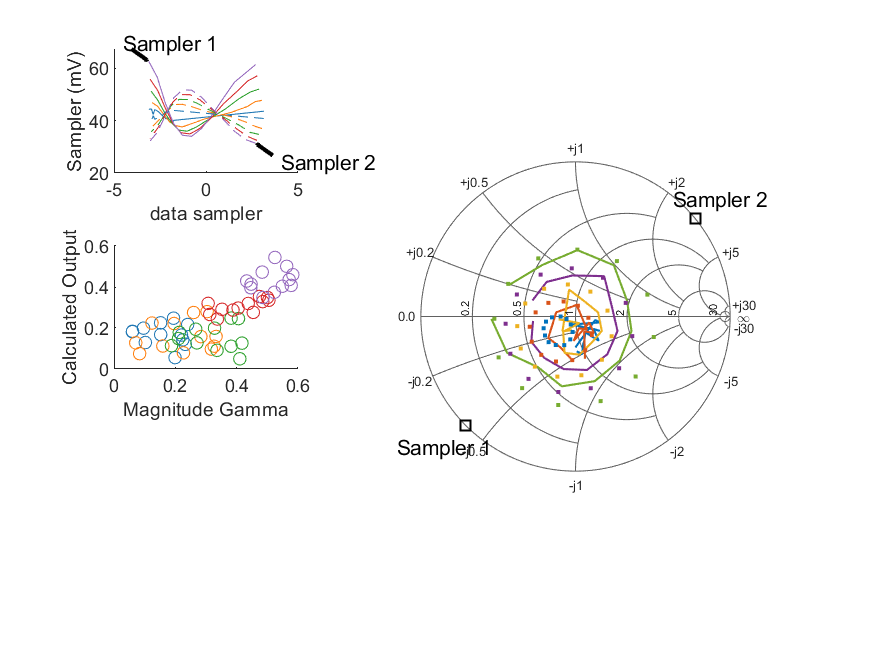 Sampler 1
Sampler (mV)
60
40
20
-5
0
5
data sampler
Sampler 2
Calculated Output
0.6
0.4
0.2
0
0
0.2
0.4
0.6
Magnitude Gamma
+j1
+j0.5
+j2
Sampler 2
+j0.2
+j5
0.0
0.2
0.5
1
2
5
30
+j30
∞
-j30
-j0.2
-j5
Sampler 1
-j0.5
-j2
-j1